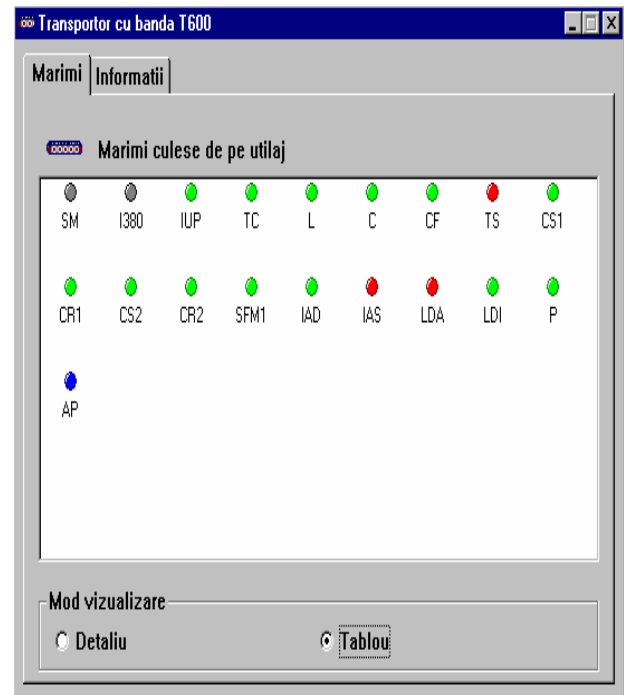 Transportor cu banda T600
Marimi Informatii
Marimi culese de pe utilaj
SM I380 IUP TC L C CF TS CS1
CR1 CS2 CR2 SFM1 IAD IAS LDA LDI P
AP
Mod vizualizare
Detaliu Tablou